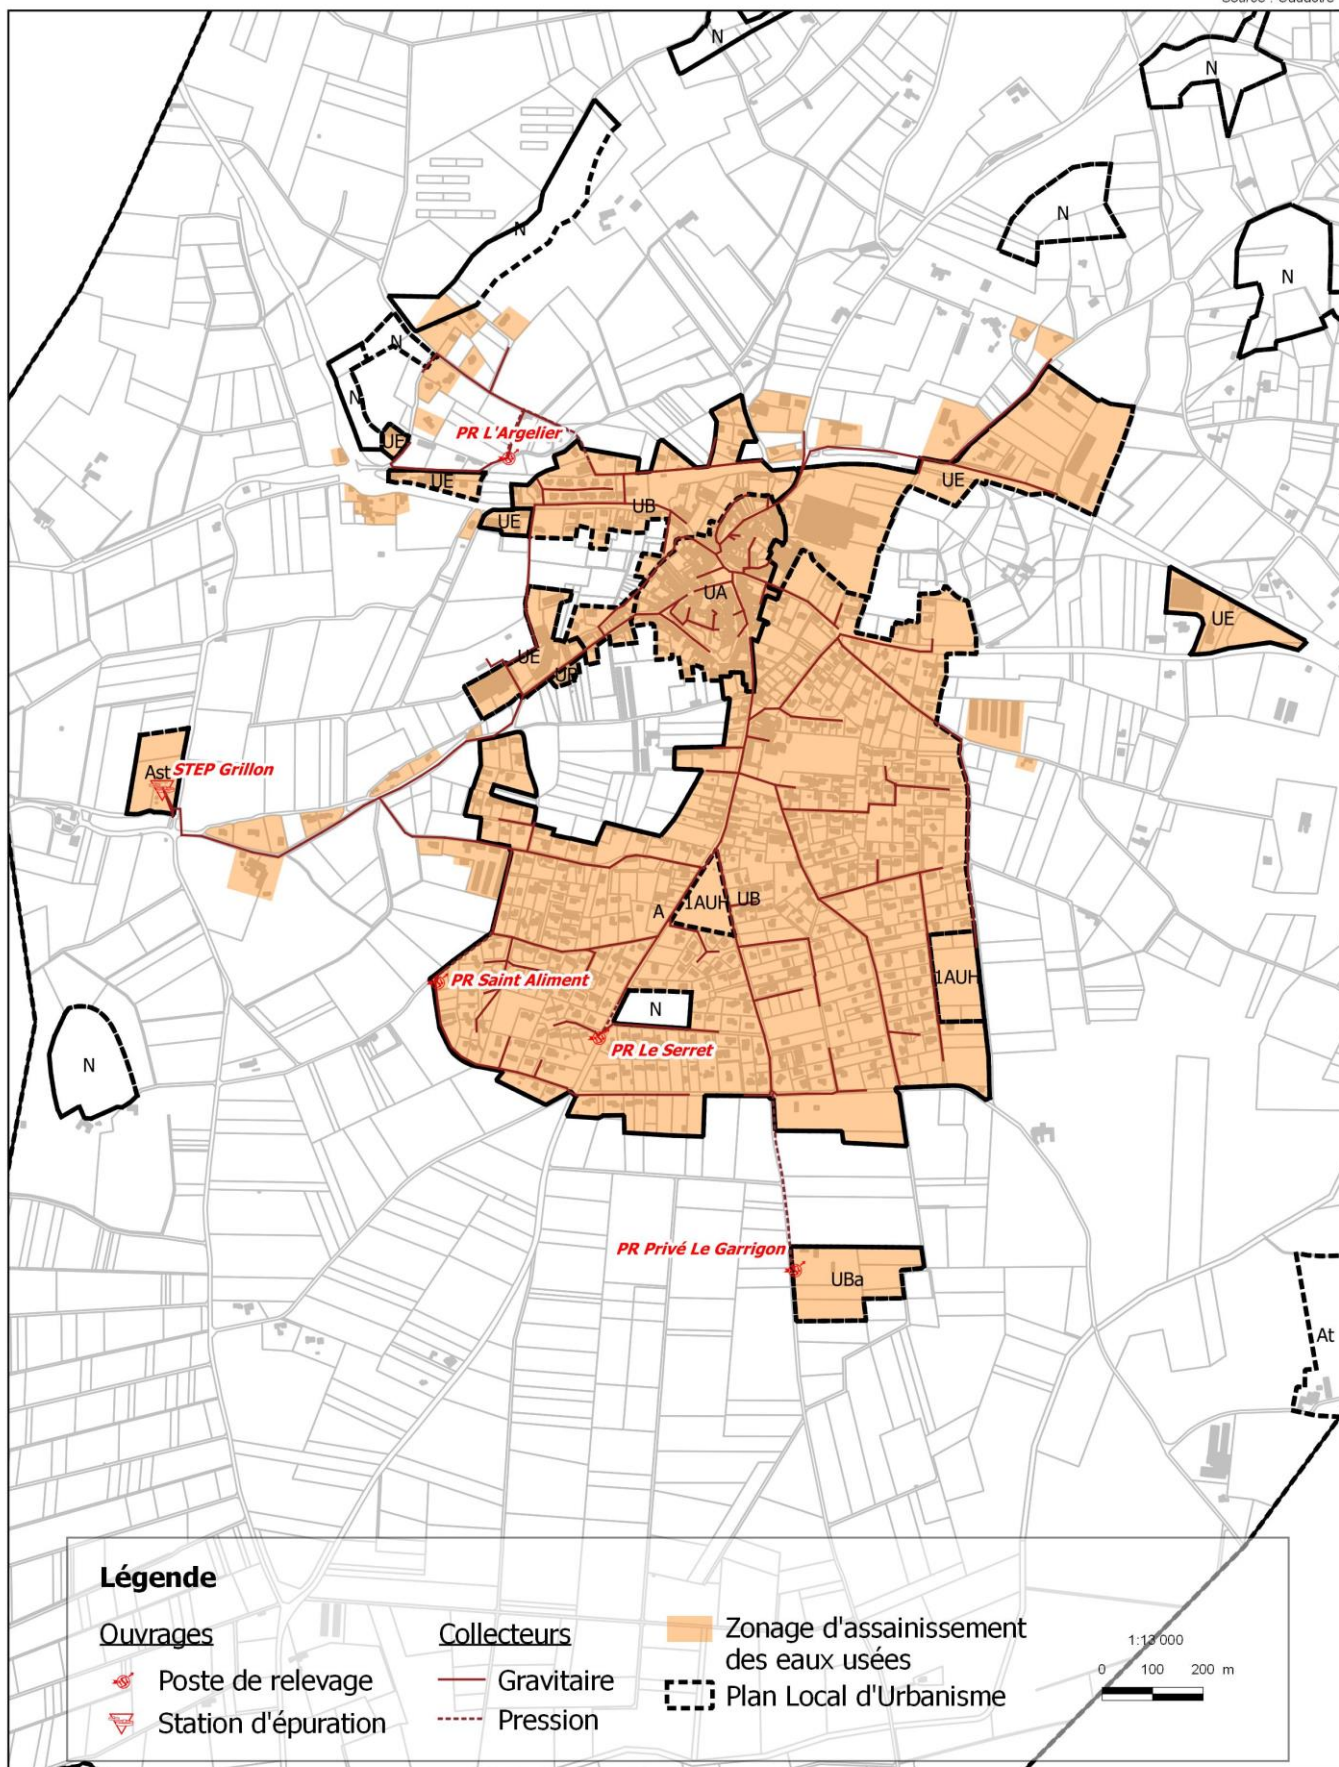 N
N
N
N
N
N
N
UE
PR L'Argelier
UE
UE
UB
UE
UA
UE
UE
Ast
STEP Grillon
1AUH
UB
A
1AUH
PR Saint Aliment
N
PR Le Serret
N
PR Privé Le Garrigon
UBa
At
Légende
Ouvrages
Poste de relevage
Station d'épuration
Collecteurs
Gravitaire
Pression
Zonage d'assainissement
des eaux usées
Plan Local d'Urbanisme
1:13 000
0 100 200 m